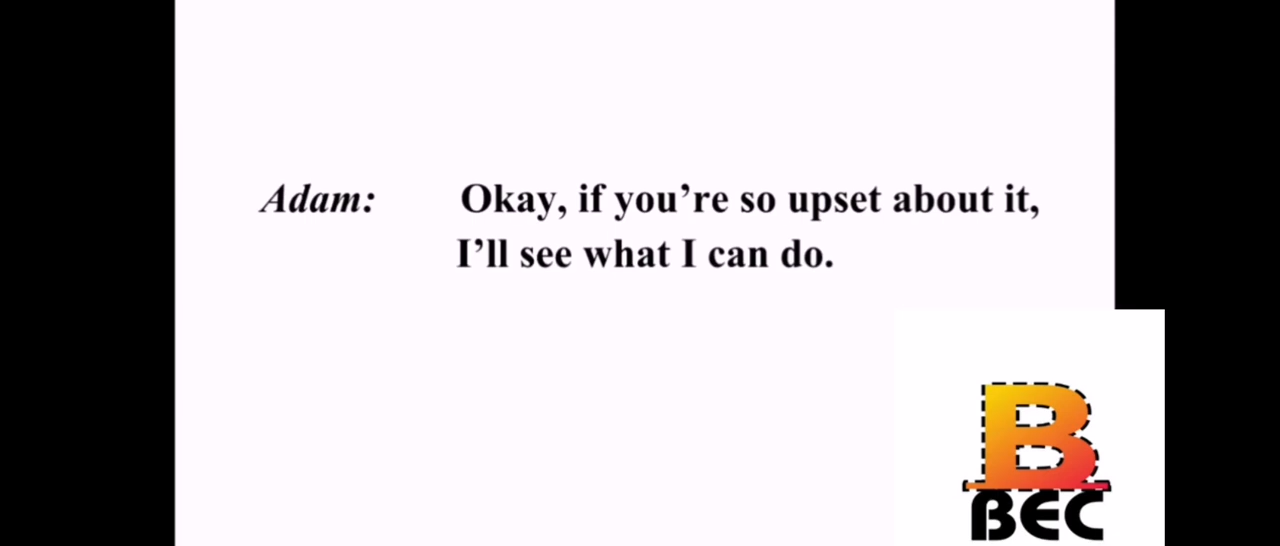 Adam: Okay, if you’re so upset about it,
I’ll see what I can do.
B
BEC